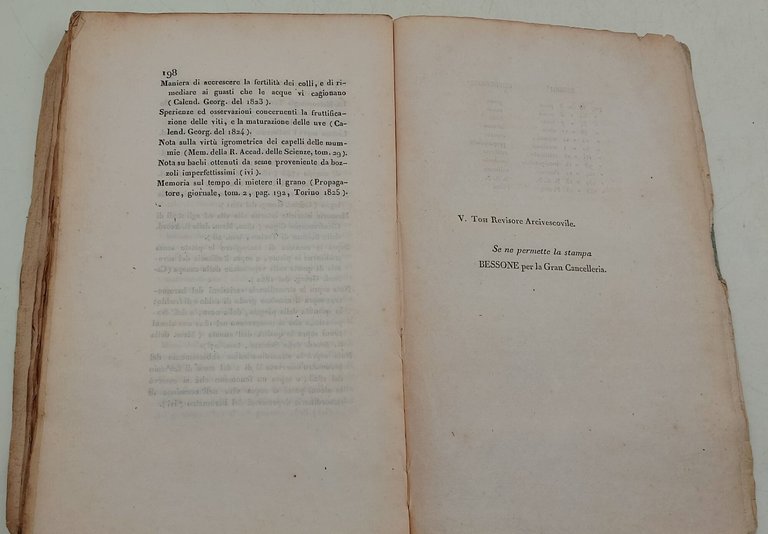 198
Maniera di accrescere la fertilità dei colli, e di ri-
mediare ai guasti che le acque vi cagionano
(Calend. Georg. del 1823).
Sperienze ed osservazioni concernenti la fruttifica-
zione delle viti, e la maturazione delle uve (Ca-
lend. Georg. del 1824).
Nota sulla virtù igrometrica dei capelli delle mum-
mie (Mem. della R. Accad. delle Scienze, tom. 29).
Nota su bachi ottenuti da seme proveniente da boz-
zoli imperfettissimi (ivi).
Memoria sul tempo di mietere il grano (Propaga-
tore, giornale, tom. 2, pag. 192, Torino 1825).
V. Tosi Revisore Arcivescovile.
Se ne permette la stampa
BESSONE per la Gran Cancelleria.